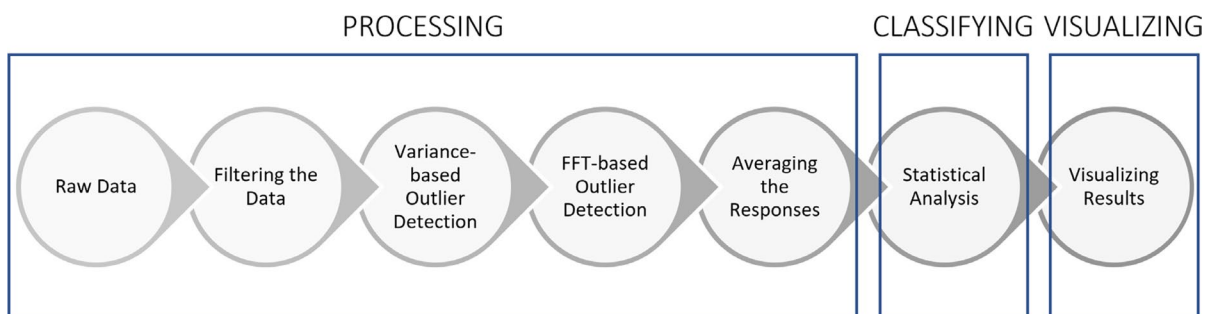 PROCESSING
CLASSIFYING
VISUALIZING
Raw Data
Filtering the
Data
Variance-
based
Outlier
Detection
FFT-based
Outlier
Detection
Averaging
the
Responses
Statistical
Analysis
Visualizing
Results